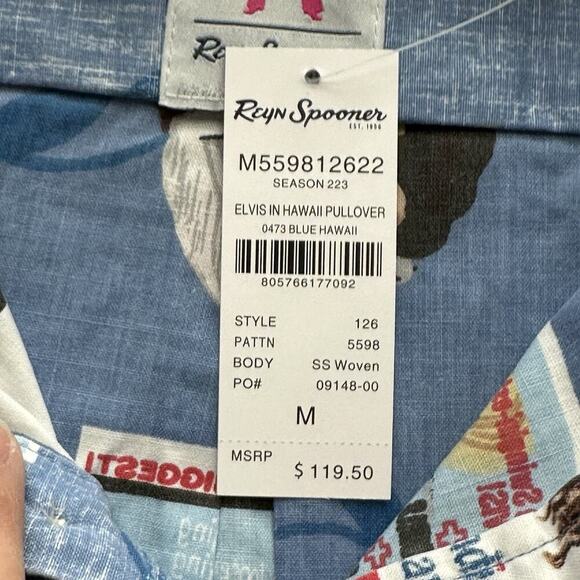 Reyn Spooner
EST. 1956
M559812622
SEASON 223
ELVIS IN HAWAII PULLOVER
0473 BLUE HAWAII
805766177092
STYLE 126
PATTN 5598
BODY SS Woven
PO# 09148-00
M
MSRP $ 119.50
IGGEST!